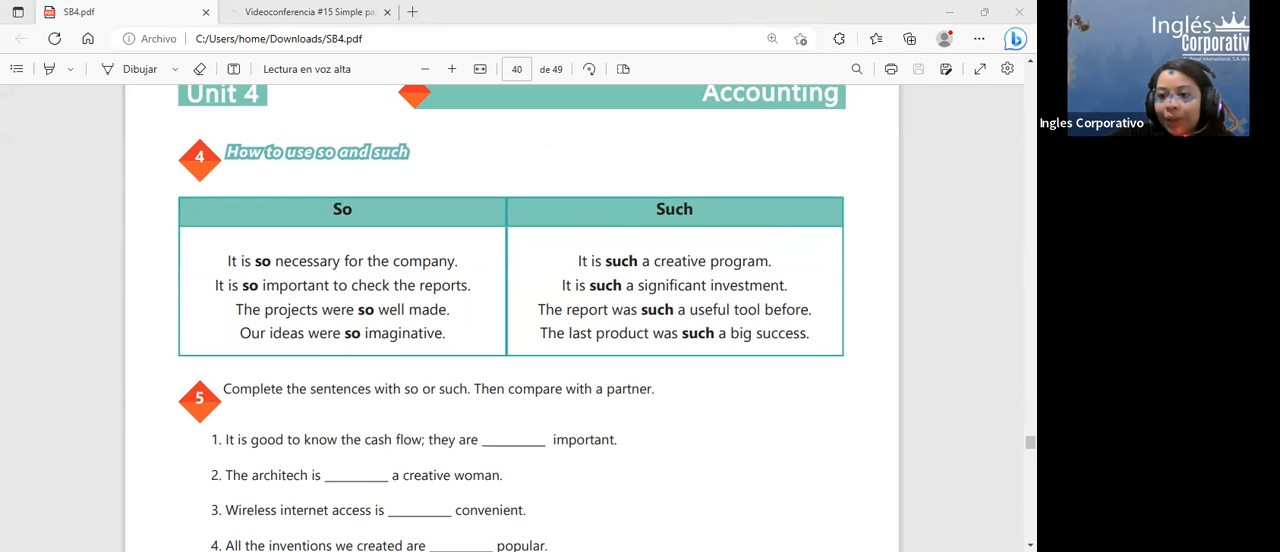 SB4.pdf
Videoconferencia #15 Simple pa
Archivo
C:/Users/home/Downloads/SB4.pdf
Dibujar
Lectura en voz alta
40
de 49
Unit 4
Accounting
4
How to use so and such
So
Such
It is so necessary for the company.
It is such a creative program.
It is so important to check the reports.
It is such a significant investment.
The projects were so well made.
The report was such a useful tool before.
Our ideas were so imaginative.
The last product was such a big success.
5
Complete the sentences with so or such. Then compare with a partner.
1. It is good to know the cash flow; they are _________ important.
2. The architech is _________ a creative woman.
3. Wireless internet access is _________ convenient.
4. All the inventions we created are _________ popular.
Inglés
Corporativ
Ingles Corporativo